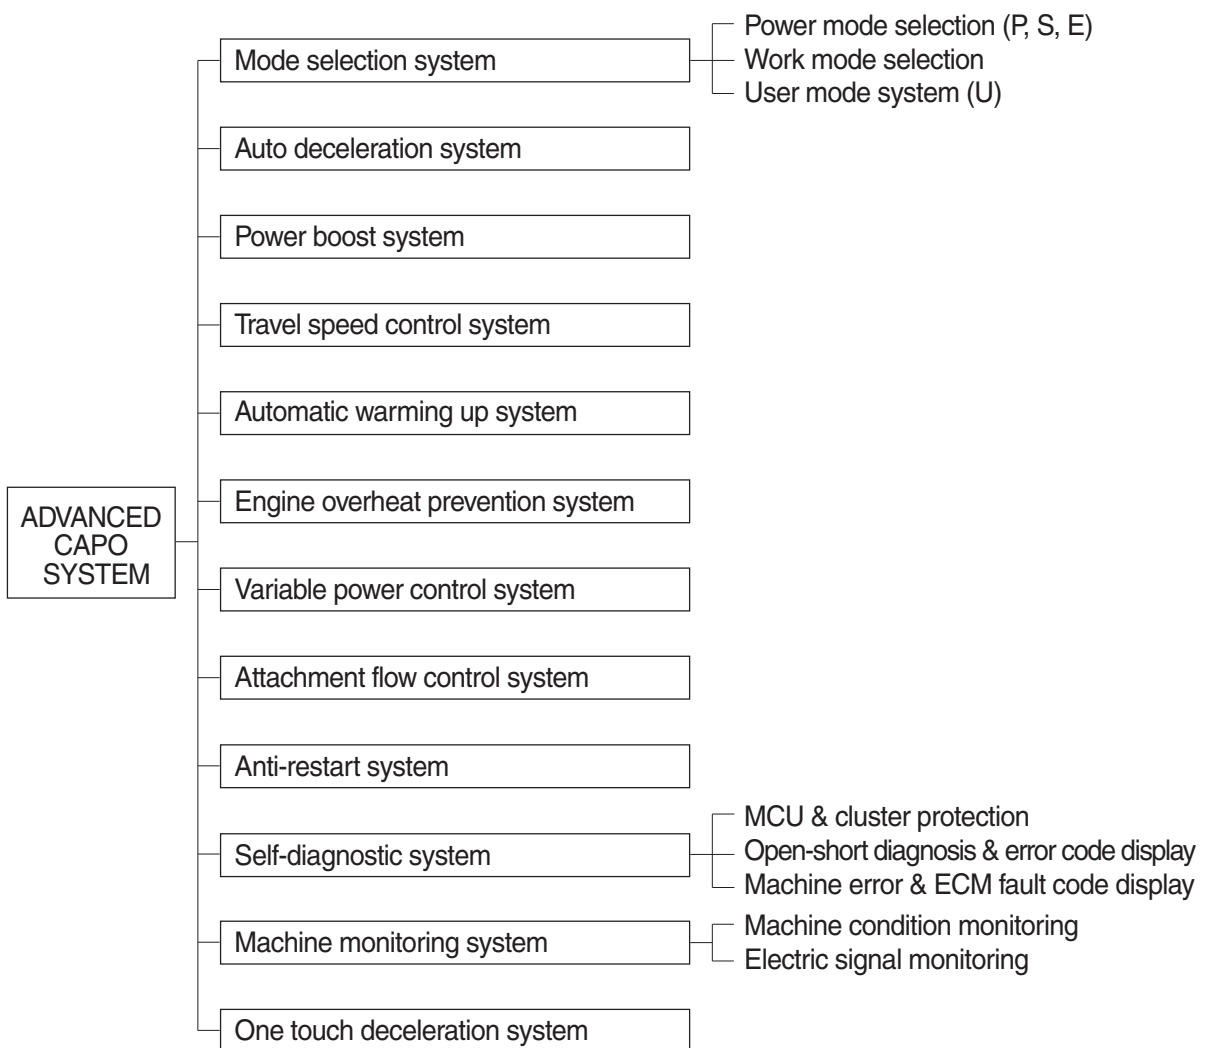 Mode selection system
Power mode selection (P, S, E)
Work mode selection
User mode system (U)
Auto deceleration system
Power boost system
Travel speed control system
Automatic warming up system
Engine overheat prevention system
ADVANCED
CAPO
SYSTEM
Variable power control system
Attachment flow control system
Anti-restart system
Self-diagnostic system
MCU & cluster protection
Open-short diagnosis & error code display
Machine error & ECM fault code display
Machine monitoring system
Machine condition monitoring
Electric signal monitoring
One touch deceleration system